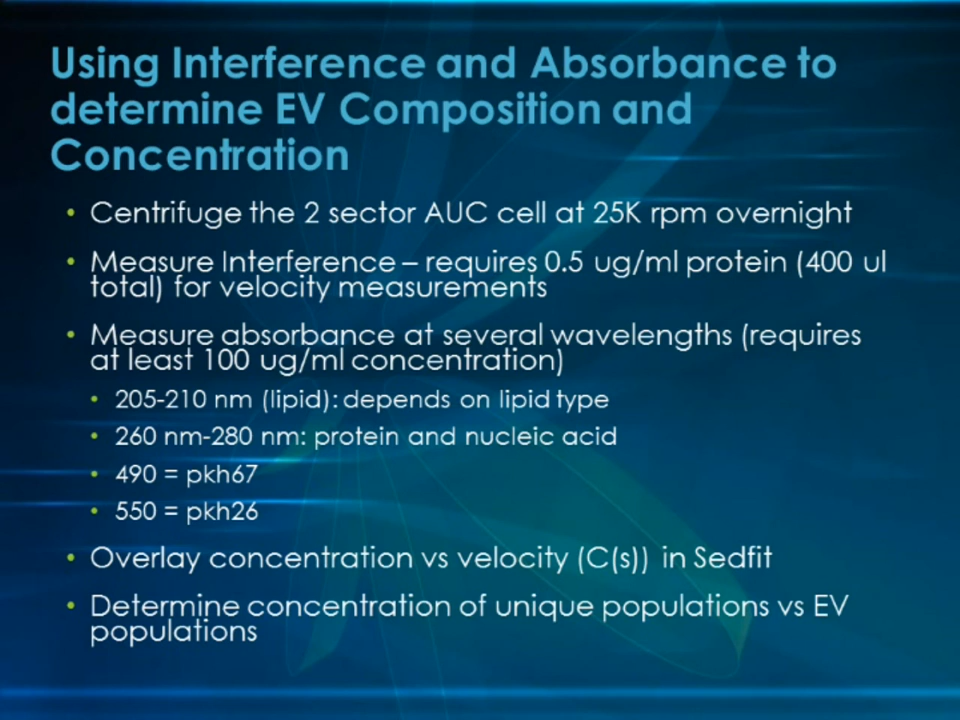 Using Interference and Absorbance to
determine EV Composition and
Concentration
• Centrifuge the 2 sector AUC cell at 25K rpm overnight
• Measure Interference – requires 0.5 ug/ml protein (400 ul
total) for velocity measurements
• Measure absorbance at several wavelengths (requires
at least 100 ug/ml concentration)
• 205-210 nm (lipid): depends on lipid type
• 260 nm-280 nm: protein and nucleic acid
• 490 = pkh67
• 550 = pkh26
• Overlay concentration vs velocity (C(s)) in Sedfit
• Determine concentration of unique populations vs EV
populations